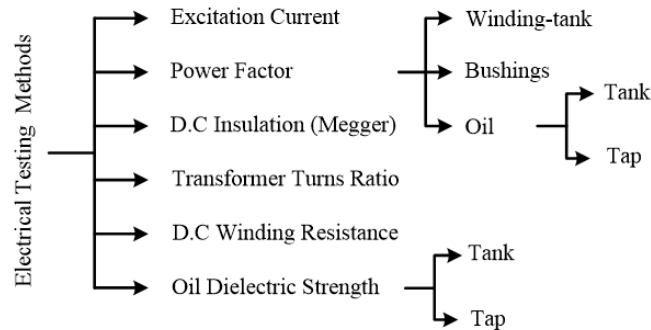 Electrical Testing Methods
Excitation Current
Power Factor
Winding-tank
Bushings
Oil
Tank
Tap
D.C Insulation (Megger)
Transformer Turns Ratio
D.C Winding Resistance
Oil Dielectric Strength
Tank
Tap